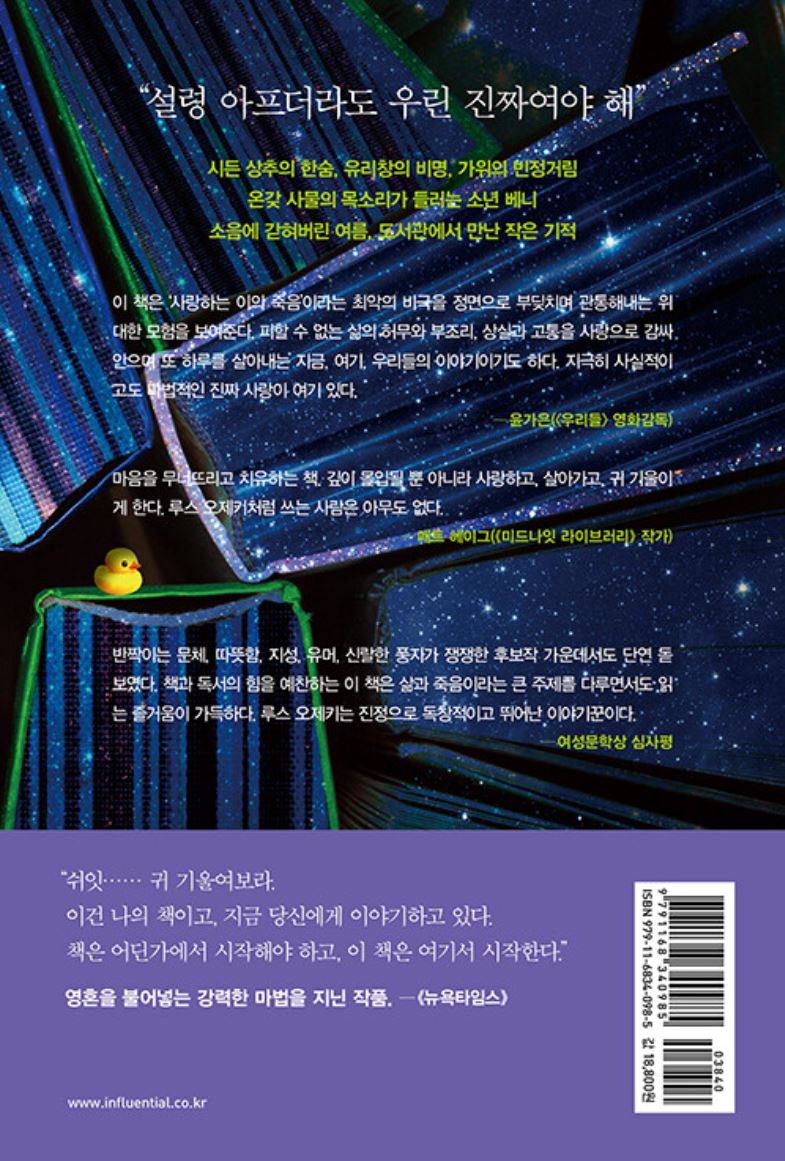 “설령 아프더라도 우린 진짜여야 해”
시든 상추의 한숨, 유리창의 비명, 가위의 빈정거림
온갖 사물의 목소리가 들리는 소년 베니
소음에 갇혀버린 여름, 도서관에서 만난 작은 기적
이 책은 ‘사랑하는 이의 죽음’이라는 최악의 비극을 정면으로 부딪치며 관통해내는 위
대한 모험을 보여준다. 피할 수 없는 삶의 허무와 부조리, 상실과 고통을 사랑으로 감싸
안으며 또 하루를 살아내는 지금, 여기, 우리들의 이야기이기도 하다. 지극히 사실적이
고도 마법적인 진짜 사랑이 여기 있다.
―윤가은(〈우리들〉 영화감독)
마음을 무너뜨리고 치유하는 책. 깊이 몰입될 뿐 아니라 사랑하고, 살아가고, 귀 기울이
게 한다. 루스 오제키처럼 쓰는 사람은 아무도 없다.
―매트 헤이그(《미드나잇 라이브러리》 작가)
반짝이는 문체, 따뜻함, 지성, 유머, 신랄한 풍자가 쟁쟁한 후보작 가운데서도 단연 돋
보였다. 책과 독서의 힘을 예찬하는 이 책은 삶과 죽음이라는 큰 주제를 다루면서도 읽
는 즐거움이 가득하다. 루스 오제키는 진정으로 독창적이고 뛰어난 이야기꾼이다.
―여성문학상 심사평
“쉬잇…… 귀 기울여보라.
이건 나의 책이고, 지금 당신에게 이야기하고 있다.
책은 어딘가에서 시작해야 하고, 이 책은 여기서 시작한다.”
영혼을 불어넣는 강력한 마법을 지닌 작품. ―《뉴욕타임스》
www.influential.co.kr
9 791168 340985
03840
ISBN 979-11-6834-098-5 값 18,800원